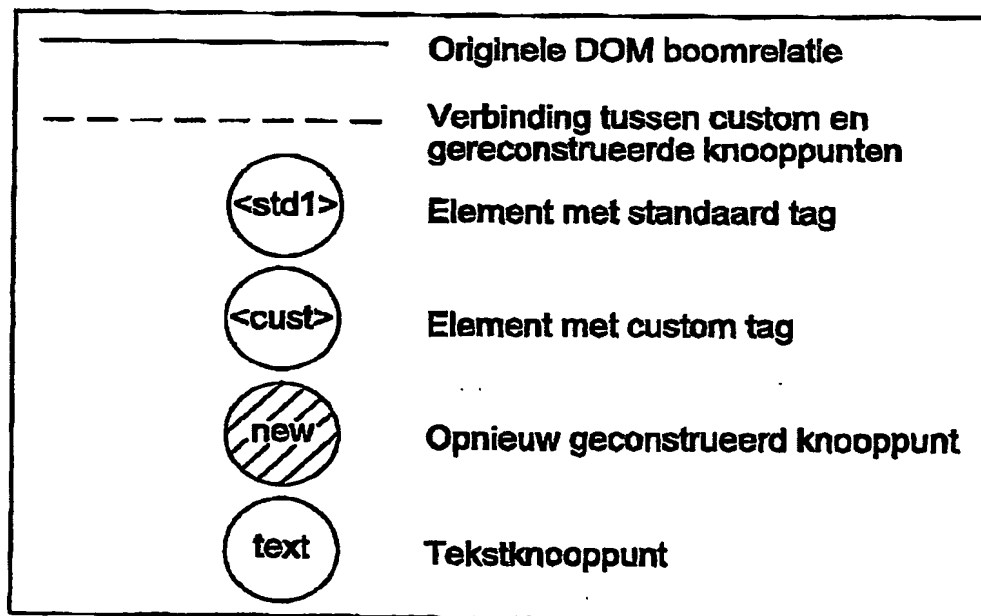 Originele DOM boomrelatie
Verbinding tussen custom en
gereconstrueerde knooppunten
<std1>
Element met standaard tag
<cust>
Element met custom tag
new
Opnieuw geconstrueerd knooppunt
text
Tekstknooppunt